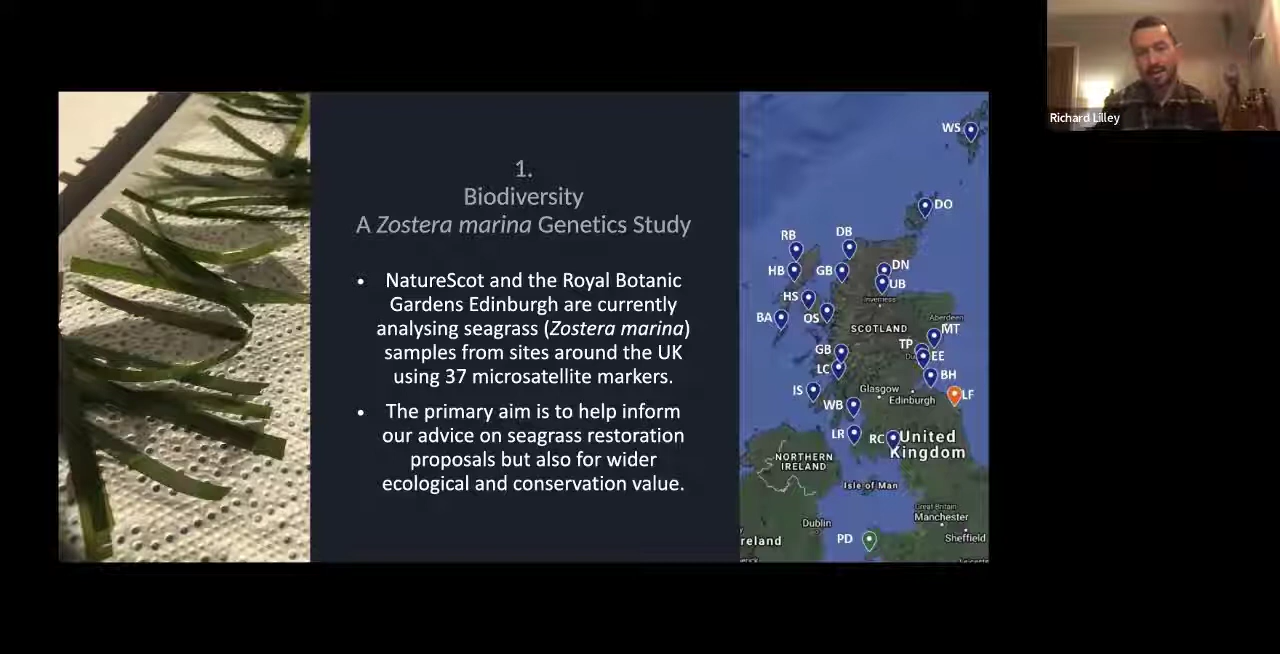 Richard Lilley
1.
Biodiversity
A Zostera marina Genetics Study
• NatureScot and the Royal Botanic
Gardens Edinburgh are currently
analysing seagrass (Zostera marina)
samples from sites around the UK
using 37 microsatellite markers.
• The primary aim is to help inform
our advice on seagrass restoration
proposals but also for wider
ecological and conservation value.
WS
DO
RB
DB
HB
GB
DN
UB
HS
Inverness
BA
OS
SCOTLAND
Aberdeen
MT
TP
EE
GB
LC
BH
IS
Glasgow
Edinburgh
LF
WB
LR
RC
United
Kingdom
NORTHERN
IRELAND
Isle of Man
Great Britain
Manchester
Dublin
Sheffield
reland
PD